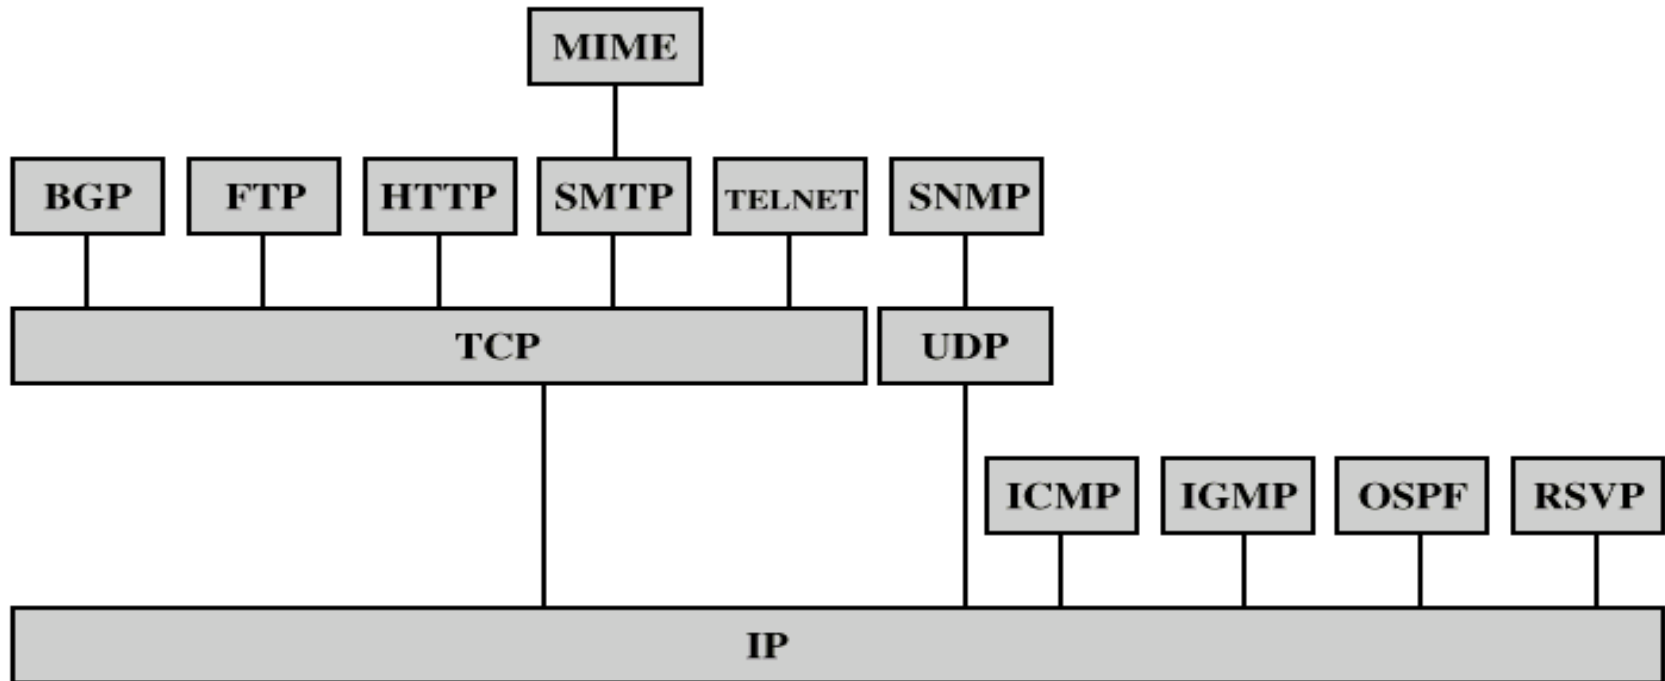 MIME
BGP
FTP
HTTP
SMTP
TELNET
SNMP
TCP
UDP
ICMP
IGMP
OSPF
RSVP
IP